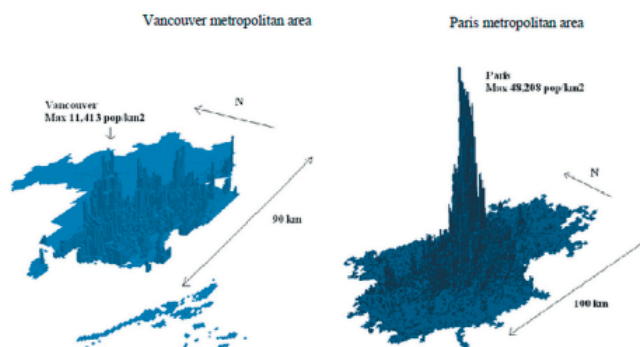 Vancouver metropolitan area
Paris metropolitan area
Vancouver
Max 11,413 pop/km2
N
90 km
Paris
Max 48,208 pop/km2
N
100 km